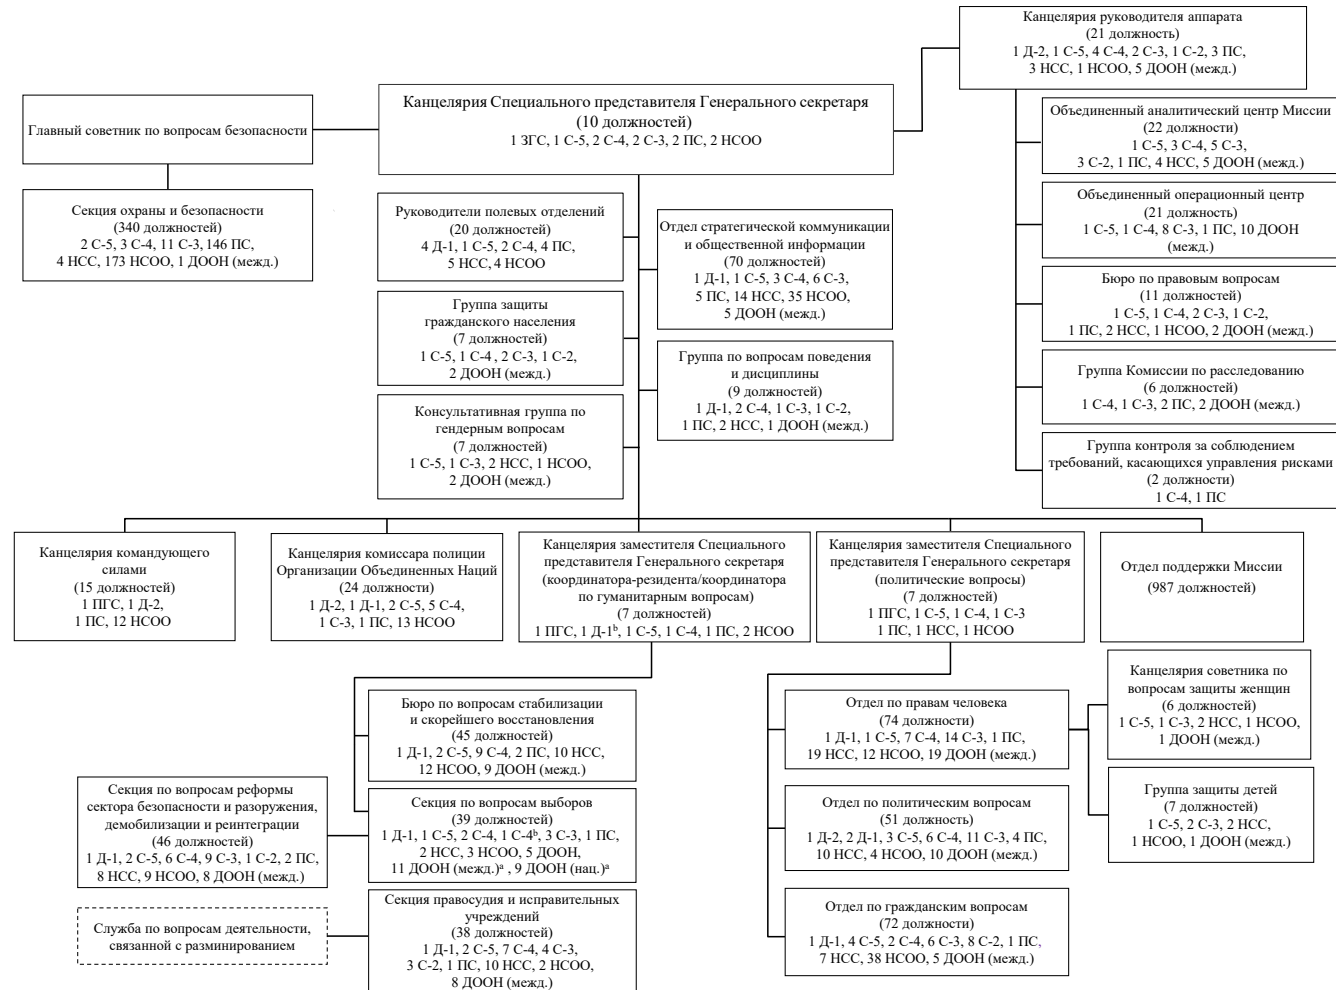 Канцелярия руководителя аппарата
(21 должность)
1 Д-2, 1 С-5, 4 С-4, 2 С-3, 1 С-2, 3 ПС,
3 НСС, 1 НСОО, 5 ДООН (межд.)
Канцелярия Специального представителя Генерального секретаря
(10 должностей)
1 ЗГС, 1 С-5, 2 С-4, 2 С-3, 2 ПС, 2 НСОО
Главный советник по вопросам безопасности
Секция охраны и безопасности
(340 должностей)
2 С-5, 3 С-4, 11 С-3, 146 ПС,
4 НСС, 173 НСОО, 1 ДООН (межд.)
Руководители полевых отделений
(20 должностей)
4 Д-1, 1 С-5, 2 С-4, 4 ПС,
5 НСС, 4 НСОО
Группа защиты
гражданского населения
(7 должностей)
1 С-5, 1 С-4 , 2 С-3, 1 С-2,
2 ДООН (межд.)
Консультативная группа по
гендерным вопросам
(7 должностей)
1 С-5, 1 С-3, 2 НСС, 1 НСОО,
2 ДООН (межд.)
Отдел стратегической коммуникации
и общественной информации
(70 должностей)
1 Д-1, 1 С-5, 3 С-4, 6 С-3,
5 ПС, 14 НСС, 35 НСОО,
5 ДООН (межд.)
Группа по вопросам поведения
и дисциплины
(9 должностей)
1 Д-1, 2 С-4, 1 С-3, 1 С-2,
1 ПС, 2 НСС, 1 ДООН (межд.)
Объединенный аналитический центр Миссии
(22 должности)
1 С-5, 3 С-4, 5 С-3,
3 С-2, 1 ПС, 4 НСС, 5 ДООН (межд.)
Объединенный операционный центр
(21 должность)
1 С-5, 1 С-4, 8 С-3, 1 ПС, 10 ДООН
(межд.)
Бюро по правовым вопросам
(11 должностей)
1 С-5, 1 С-4, 2 С-3, 1 С-2,
1 ПС, 2 НСС, 1 НСОО, 2 ДООН (межд.)
Группа Комиссии по расследованию
(6 должностей)
1 С-4, 1 С-3, 2 ПС, 2 ДООН (межд.)
Группа контроля за соблюдением
требований, касающихся управления рисками
(2 должности)
1 С-4, 1 ПС
Канцелярия командующего
силами
(15 должностей)
1 ПГС, 1 Д-2,
1 ПС, 12 НСОО
Канцелярия комиссара полиции
Организации Объединенных Наций
(24 должности)
1 Д-2, 1 Д-1, 2 С-5, 5 С-4,
1 С-3, 1 ПС, 13 НСОО
Канцелярия заместителя Специального
представителя Генерального секретаря
(координатора-резидента/координатора
по гуманитарным вопросам)
(7 должностей)
1 ПГС, 1 Д-1ᵇ, 1 С-5, 1 С-4, 1 ПС, 2 НСОО
Канцелярия заместителя Специального
представителя Генерального секретаря
(политические вопросы)
(7 должностей)
1 ПГС, 1 С-5, 1 С-4, 1 С-3
1 ПС, 1 НСС, 1 НСОО
Отдел поддержки Миссии
(987 должностей)
Бюро по вопросам стабилизации
и скорейшего восстановления
(45 должностей)
1 Д-1, 2 С-5, 9 С-4, 2 ПС, 10 НСС,
12 НСОО, 9 ДООН (межд.)
Секция по вопросам реформы
сектора безопасности и разоружения,
демобилизации и реинтеграции
(46 должностей)
1 Д-1, 2 С-5, 6 С-4, 9 С-3, 1 С-2, 2 ПС,
8 НСС, 9 НСОО, 8 ДООН (межд.)
Секция по вопросам выборов
(39 должностей)
1 Д-1, 1 С-5, 2 С-4, 1 С-4ᵇ, 3 С-3, 1 ПС,
2 НСС, 3 НСОО, 5 ДООН,
11 ДООН (межд.)ᵃ , 9 ДООН (нац.)ᵃ
Служба по вопросам деятельности,
связанной с разминированием
Секция правосудия и исправительных
учреждений
(38 должностей)
1 Д-1, 2 С-5, 7 С-4, 4 С-3,
3 С-2, 1 ПС, 10 НСС, 2 НСОО,
8 ДООН (межд.)
Отдел по правам человека
(74 должности)
1 Д-1, 1 С-5, 7 С-4, 14 С-3, 1 ПС,
19 НСС, 12 НСОО, 19 ДООН (межд.)
Отдел по политическим вопросам
(51 должность)
1 Д-2, 2 Д-1, 3 С-5, 6 С-4, 11 С-3, 4 ПС,
10 НСС, 4 НСОО, 10 ДООН (межд.)
Отдел по гражданским вопросам
(72 должности)
1 Д-1, 4 С-5, 2 С-4, 6 С-3, 8 С-2, 1 ПС,
7 НСС, 38 НСОО, 5 ДООН (межд.)
Канцелярия советника по
вопросам защиты женщин
(6 должностей)
1 С-5, 1 С-3, 2 НСС, 1 НСОО,
1 ДООН (межд.)
Группа защиты детей
(7 должностей)
1 С-5, 2 С-3, 2 НСС,
1 НСОО, 1 ДООН (межд.)